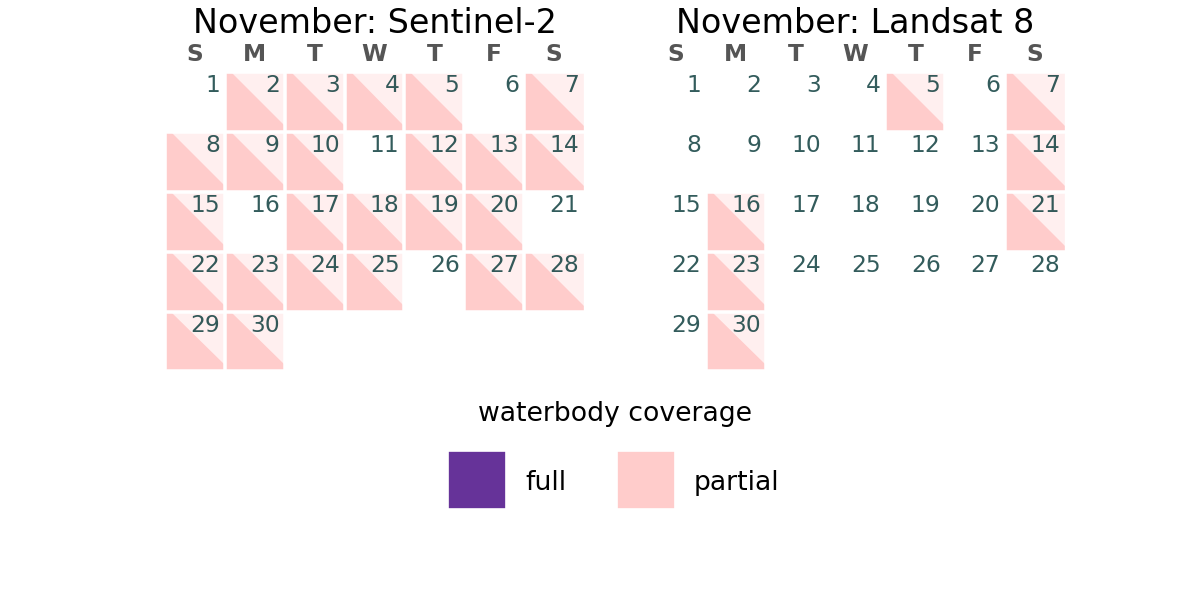 November: Sentinel-2
S M T W T F S
1 2 3 4 5 6 7
8 9 10 11 12 13 14
15 16 17 18 19 20 21
22 23 24 25 26 27 28
29 30
November: Landsat 8
S M T W T F S
1 2 3 4 5 6 7
8 9 10 11 12 13 14
15 16 17 18 19 20 21
22 23 24 25 26 27 28
29 30
waterbody coverage
full partial